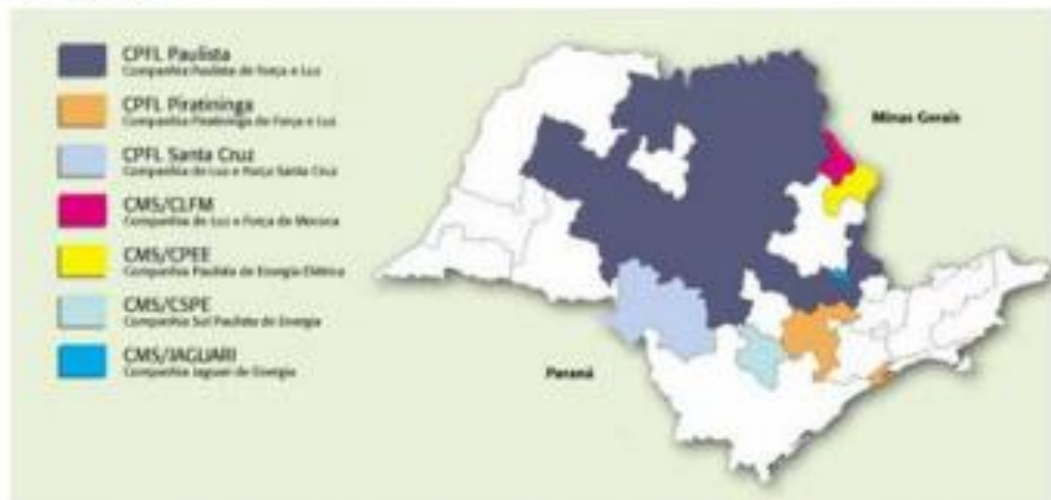 CPFL Paulista
Companhia Paulista de Força e Luz
CPFL Piratininga
Companhia Piratininga de Força e Luz
CPFL Santa Cruz
Companhia de Luz e Força Santa Cruz
CMS/CLFM
Companhia de Luz e Força de Mococa
CMS/CPEE
Companhia Paulista de Energia Elétrica
CMS/CSPE
Companhia Sul Paulista de Energia
CMS/JAGUARI
Companhia Jaguari de Energia
Minas Gerais
Paraná